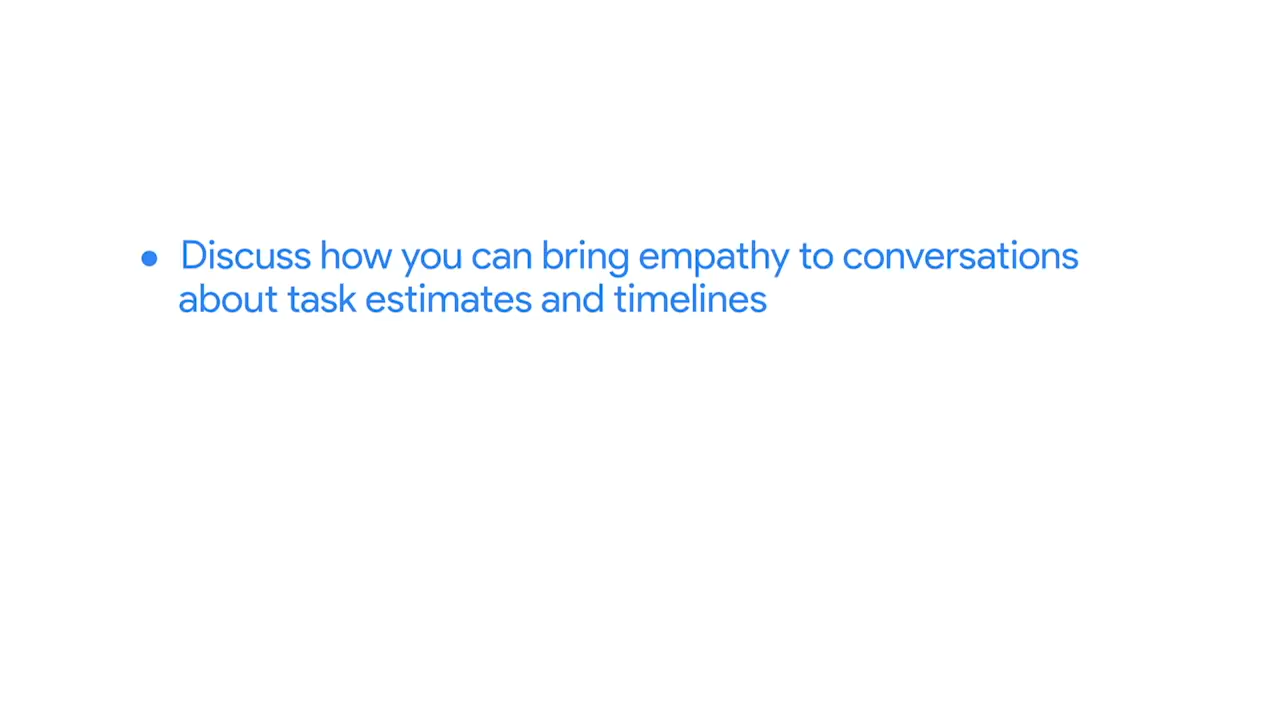 ● Discuss how you can bring empathy to conversations
about task estimates and timelines